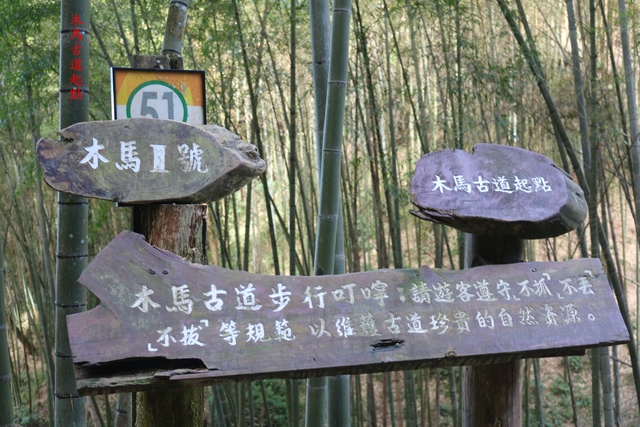 木馬古道起點
51
木馬1號
木馬古道起點
木馬古道步行叮嚀：請遊客遵守「不抓」「不丟」
「不拔」等規範 以維護古道珍貴的自然資源。